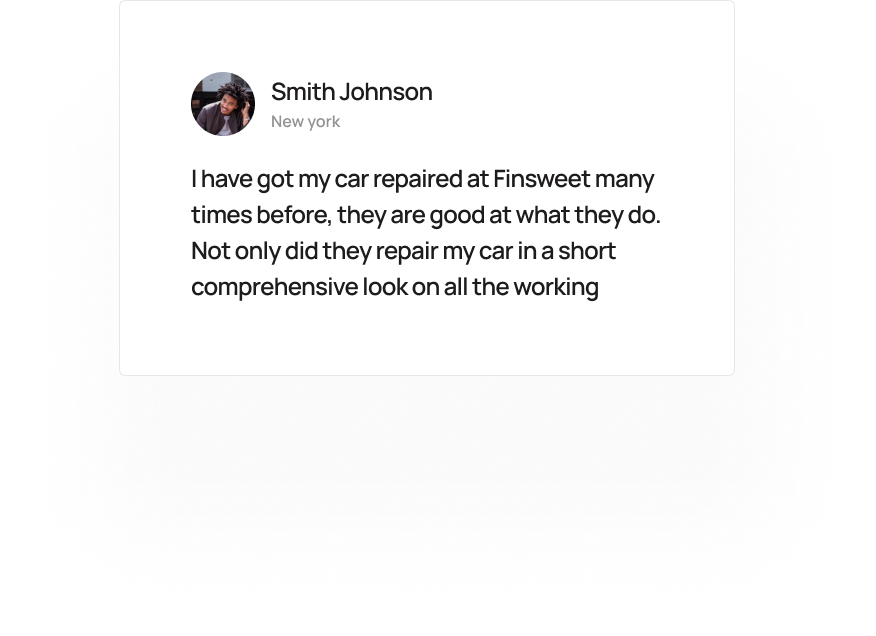 Smith Johnson
New york
I have got my car repaired at Finsweet many
times before, they are good at what they do.
Not only did they repair my car in a short
comprehensive look on all the working